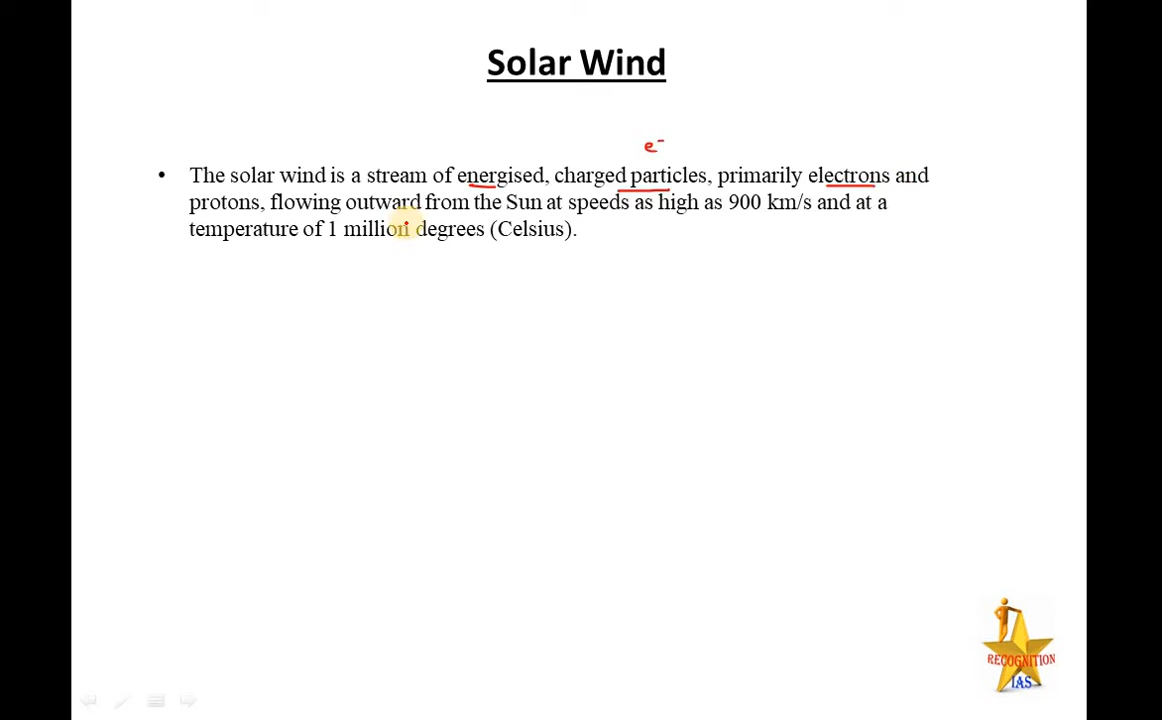 Solar Wind
e⁻
• The solar wind is a stream of energised, charged particles, primarily electrons and
protons, flowing outward from the Sun at speeds as high as 900 km/s and at a
temperature of 1 million degrees (Celsius).
RECOGNITION
IAS